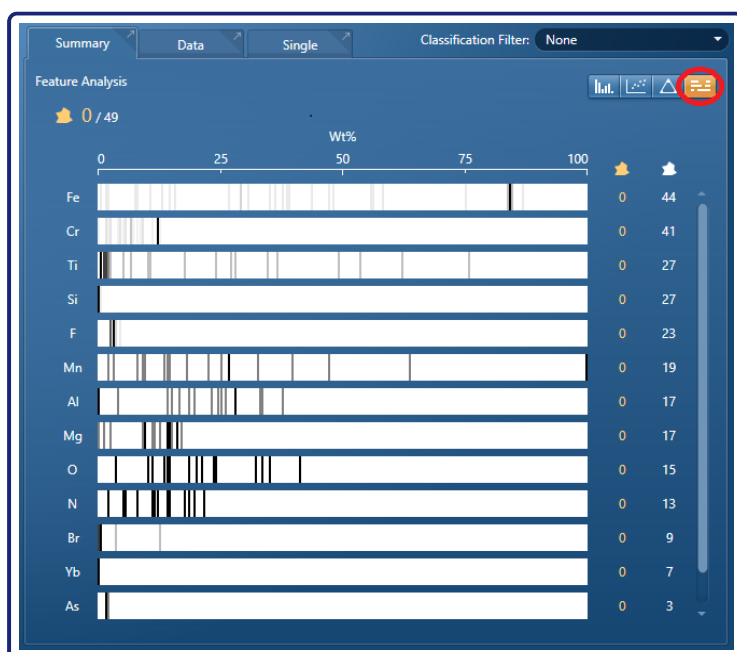 Summary Data Single Classification Filter: None
Feature Analysis
0 / 49
Wt%
0 25 50 75 100
Fe 0 44
Cr 0 41
Ti 0 27
Si 0 27
F 0 23
Mn 0 19
Al 0 17
Mg 0 17
O 0 15
N 0 13
Br 0 9
Yb 0 7
As 0 3